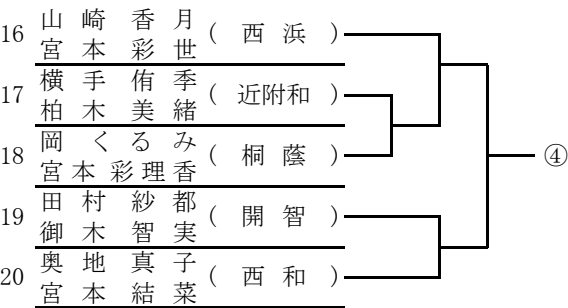 山崎香月
16 (西浜)
宮本彩世
横手侑季
17 (近附和)
柏木美緒
岡くるみ
18 (桐蔭)
宮本彩理香
④
田村紗都
19 (開智)
御木智実
奥地真子
20 (西和)
宮本結菜